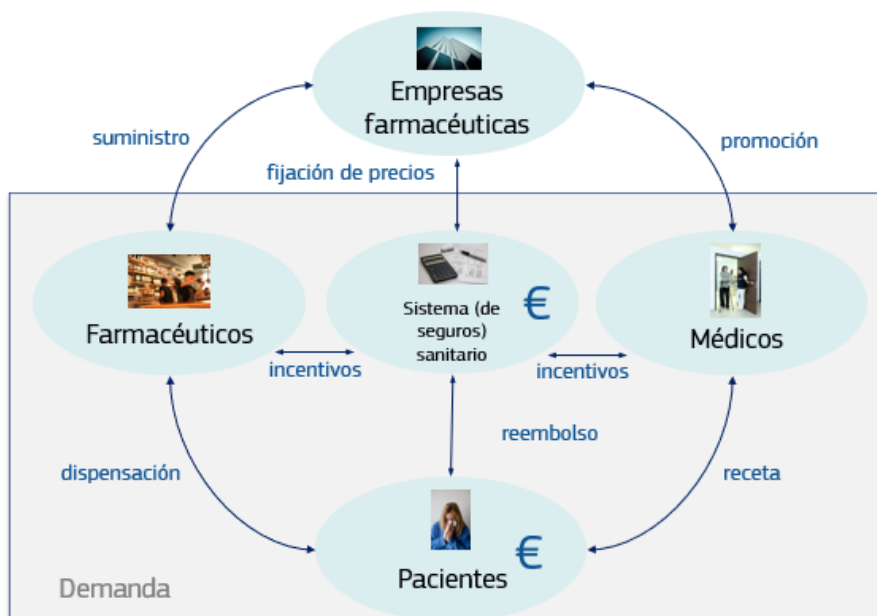 Empresas
farmacéuticas
suministro
promoción
fijación de precios
Farmacéuticos
Sistema (de
seguros)
sanitario
€
Médicos
incentivos
incentivos
reembolso
dispensación
receta
Pacientes
€
Demanda